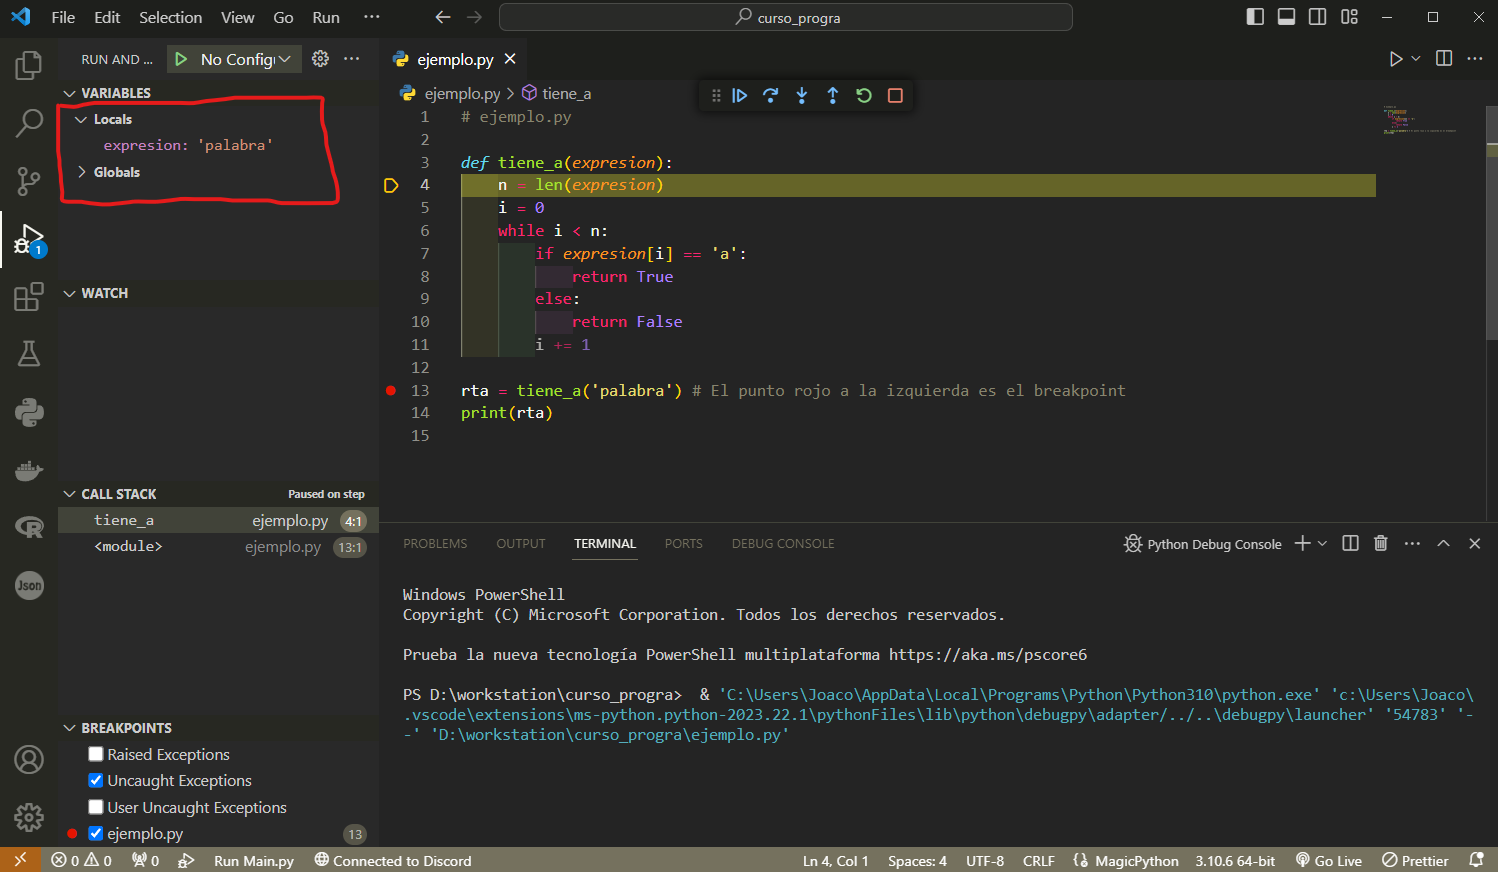 File Edit Selection View Go Run ···
curso_progra
RUN AND ... No Config ···
ejemplo.py
VARIABLES
Locals
expresion: 'palabra'
Globals
WATCH
CALL STACK Paused on step
tiene_a ejemplo.py 4:1
<module> ejemplo.py 13:1
BREAKPOINTS
Raised Exceptions
Uncaught Exceptions
User Uncaught Exceptions
ejemplo.py 13
1
Json
ejemplo.py > tiene_a
1 # ejemplo.py
2
3 def tiene_a(expresion):
4 n = len(expresion)
5 i = 0
6 while i < n:
7 if expresion[i] == 'a':
8 return True
9 else:
10 return False
11 i += 1
12
13 rta = tiene_a('palabra') # El punto rojo a la izquierda es el breakpoint
14 print(rta)
15
PROBLEMS OUTPUT TERMINAL PORTS DEBUG CONSOLE Python Debug Console
Windows PowerShell
Copyright (C) Microsoft Corporation. Todos los derechos reservados.
Prueba la nueva tecnología PowerShell multiplataforma https://aka.ms/pscore6
PS D:\workstation\curso_progra> & 'C:\Users\Joaco\AppData\Local\Programs\Python\Python310\python.exe' 'c:\Users\Joaco\
.vscode\extensions\ms-python.python-2023.22.1\pythonFiles\lib\python\debugpy\adapter/../..\debugpy\launcher' '54783' '-
-' 'D:\workstation\curso_progra\ejemplo.py'
0 0 0 Run Main.py Connected to Discord Ln 4, Col 1 Spaces: 4 UTF-8 CRLF MagicPython 3.10.6 64-bit Go Live Prettier